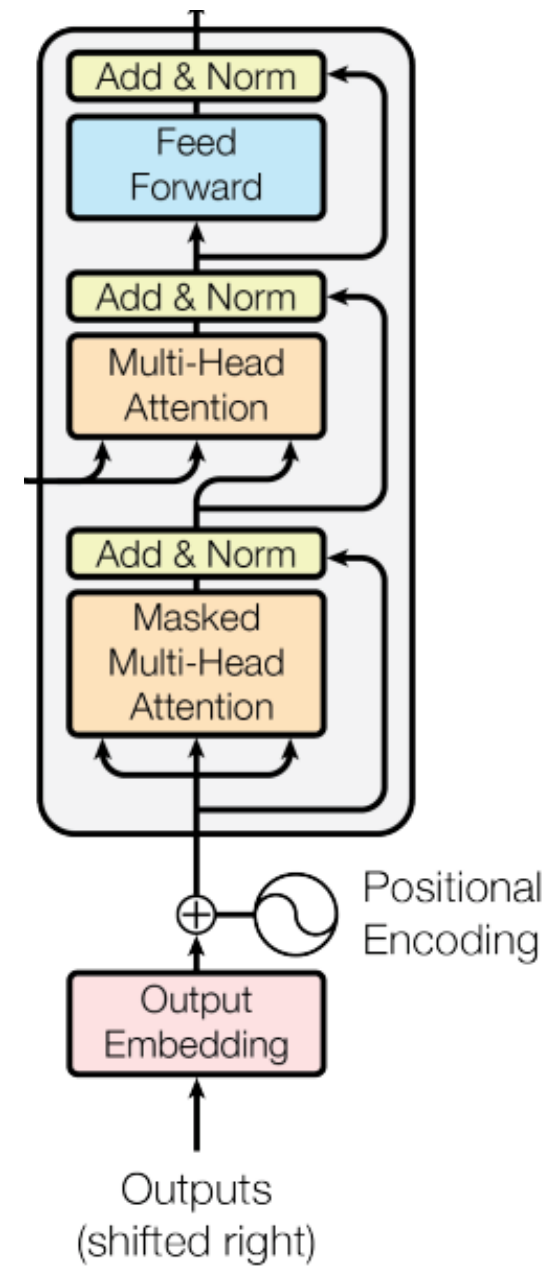 Add & Norm
Feed
Forward
Add & Norm
Multi-Head
Attention
Add & Norm
Masked
Multi-Head
Attention
Positional
Encoding
Output
Embedding
Outputs
(shifted right)